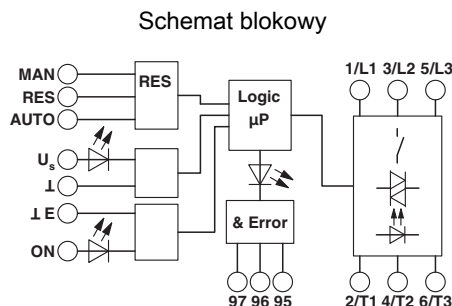 Schemat blokowy
1/L1 3/L2 5/L3
MAN
RES
AUTO
RES
Logic
µP
Us
⊥
⊥ E
ON
& Error
97 96 95
2/T1 4/T2 6/T3